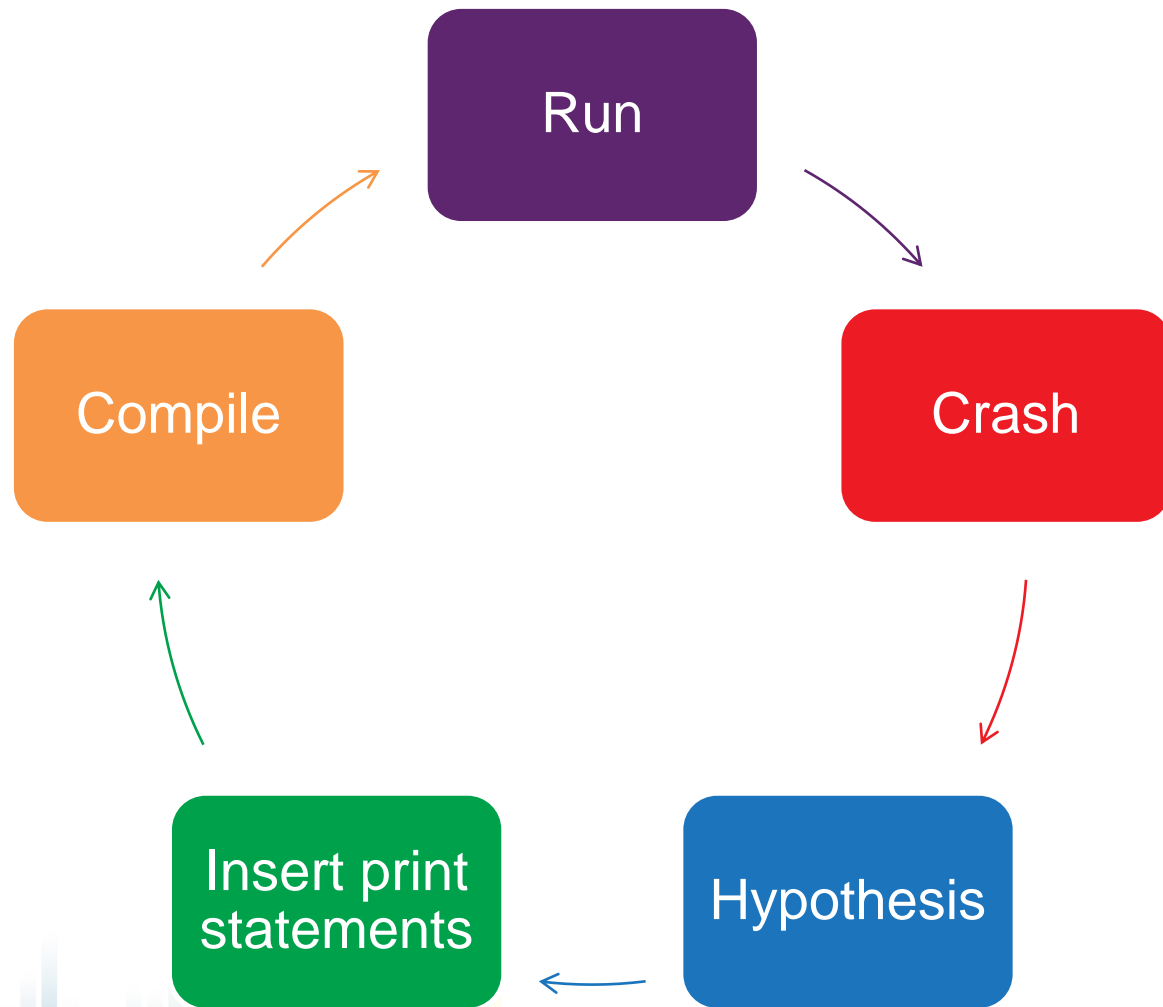 Run
Compile
Crash
Insert print
statements
Hypothesis